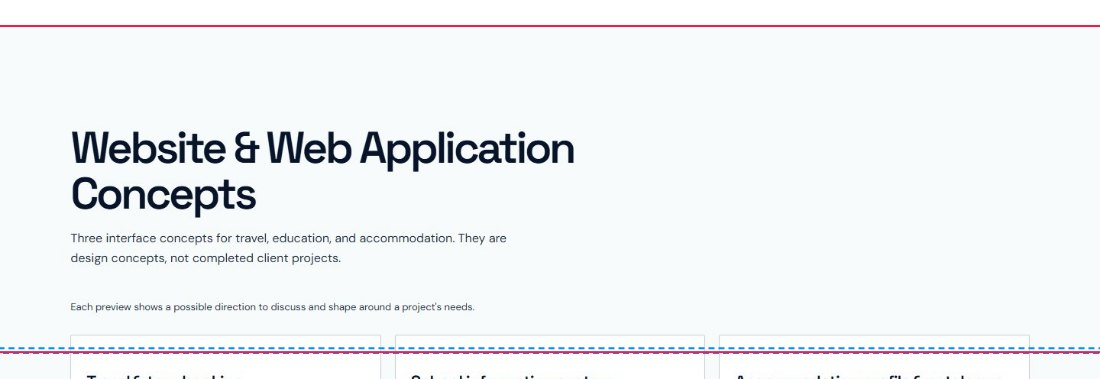 Website & Web Application
Concepts
Three interface concepts for travel, education, and accommodation. They are
design concepts, not completed client projects.
Each preview shows a possible direction to discuss and shape around a project's needs.